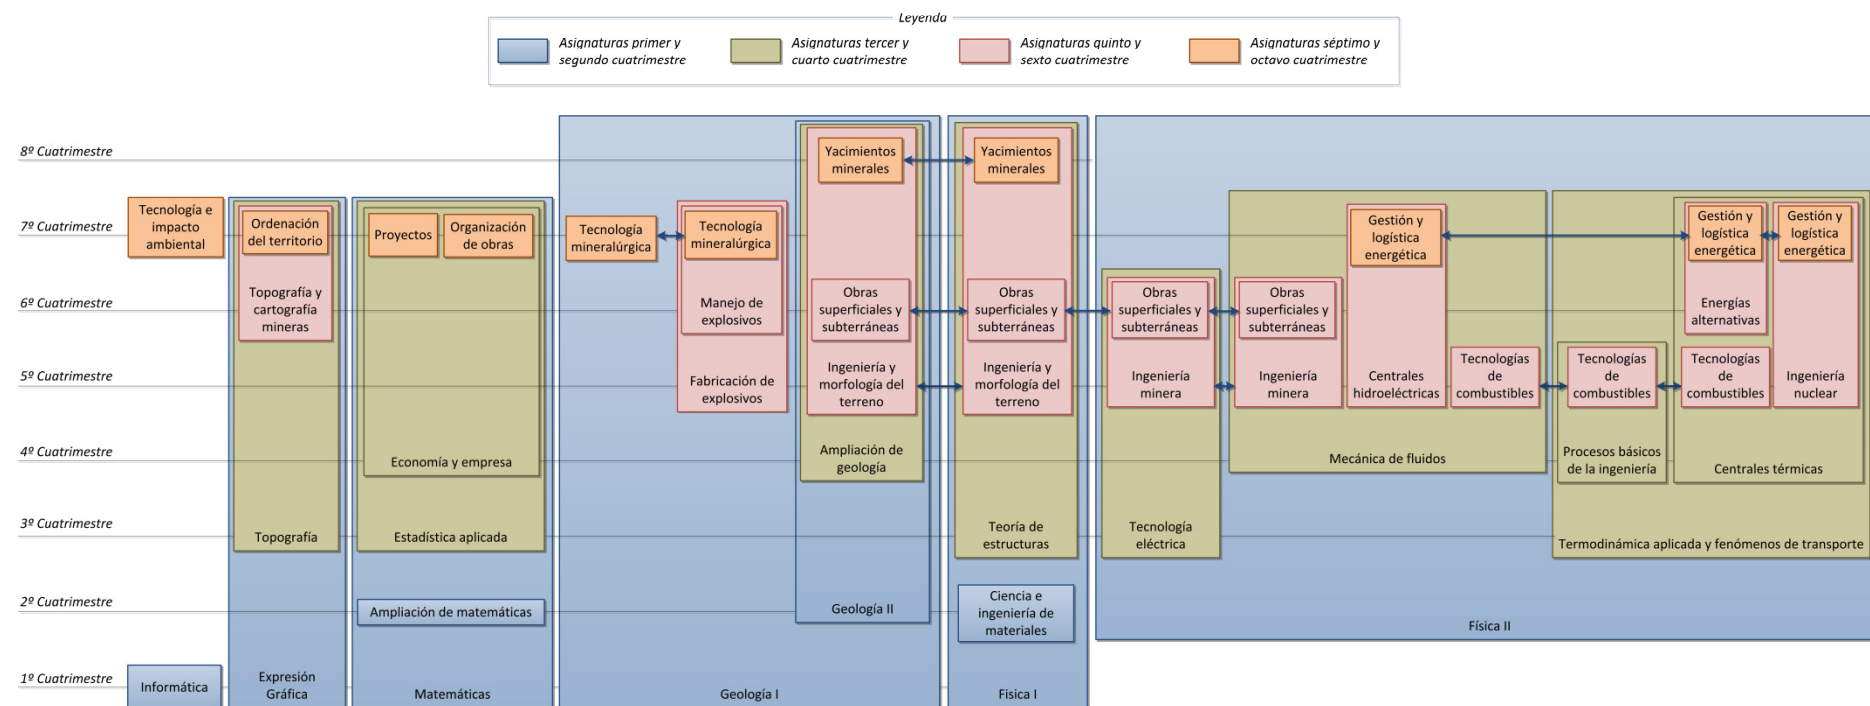 Leyenda
Asignaturas primer y
segundo cuatrimestre
Asignaturas tercer y
cuarto cuatrimestre
Asignaturas quinto y
sexto cuatrimestre
Asignaturas séptimo y
octavo cuatrimestre
8º Cuatrimestre
Yacimientos
minerales
Yacimientos
minerales
7º Cuatrimestre
Tecnología e
impacto
ambiental
Ordenación
del territorio
Proyectos
Organización
de obras
Tecnología
mineralúrgica
Tecnología
mineralúrgica
Gestión y
logística
energética
Gestión y
logística
energética
Gestión y
logística
energética
6º Cuatrimestre
Topografía y
cartografía
mineras
Manejo de
explosivos
Obras
superficiales y
subterráneas
Obras
superficiales y
subterráneas
Obras
superficiales y
subterráneas
Obras
superficiales y
subterráneas
Energías
alternativas
5º Cuatrimestre
Fabricación de
explosivos
Ingeniería y
morfología del
terreno
Ingeniería y
morfología del
terreno
Ingeniería
minera
Ingeniería
minera
Centrales
hidroeléctricas
Tecnologías
de
combustibles
Tecnologías
de
combustibles
Tecnologías
de
combustibles
Ingeniería
nuclear
4º Cuatrimestre
Economía y empresa
Ampliación de
geología
Mecánica de fluidos
Procesos básicos
de la ingeniería
Centrales térmicas
3º Cuatrimestre
Topografía
Estadística aplicada
Teoría de
estructuras
Tecnología
eléctrica
Termodinámica aplicada y fenómenos de transporte
2º Cuatrimestre
Ampliación de matemáticas
Geología II
Ciencia e
ingeniería de
materiales
Física II
1º Cuatrimestre
Informática
Expresión
Gráfica
Matemáticas
Geología I
Fisica I